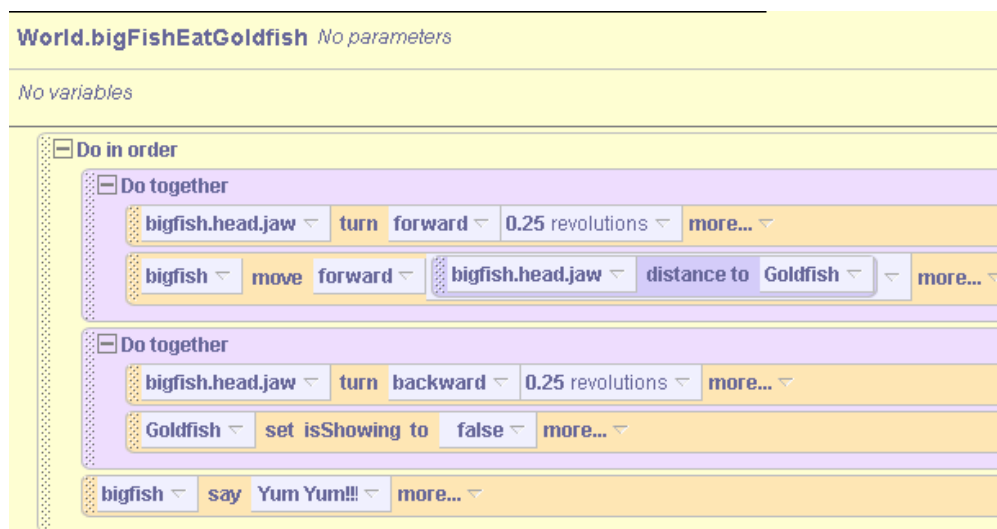 World.bigFishEatGoldfish No parameters
No variables
Do in order
Do together
bigfish.head.jaw turn forward 0.25 revolutions more...
bigfish move forward bigfish.head.jaw distance to Goldfish more...
Do together
bigfish.head.jaw turn backward 0.25 revolutions more...
Goldfish set isShowing to false more...
bigfish say Yum Yum!!! more...